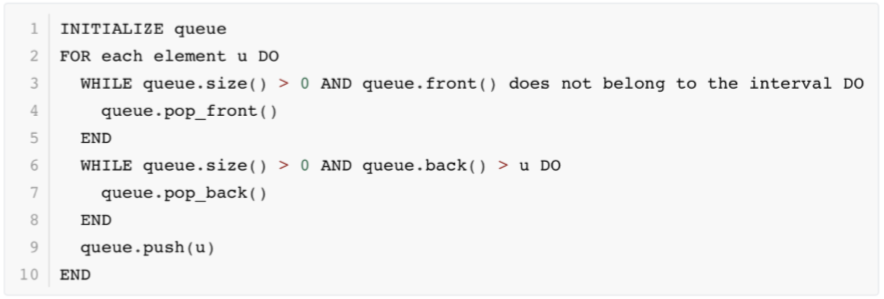 1 INITIALIZE queue
2 FOR each element u DO
3 WHILE queue.size() > 0 AND queue.front() does not belong to the interval DO
4 queue.pop_front()
5 END
6 WHILE queue.size() > 0 AND queue.back() > u DO
7 queue.pop_back()
8 END
9 queue.push(u)
10 END